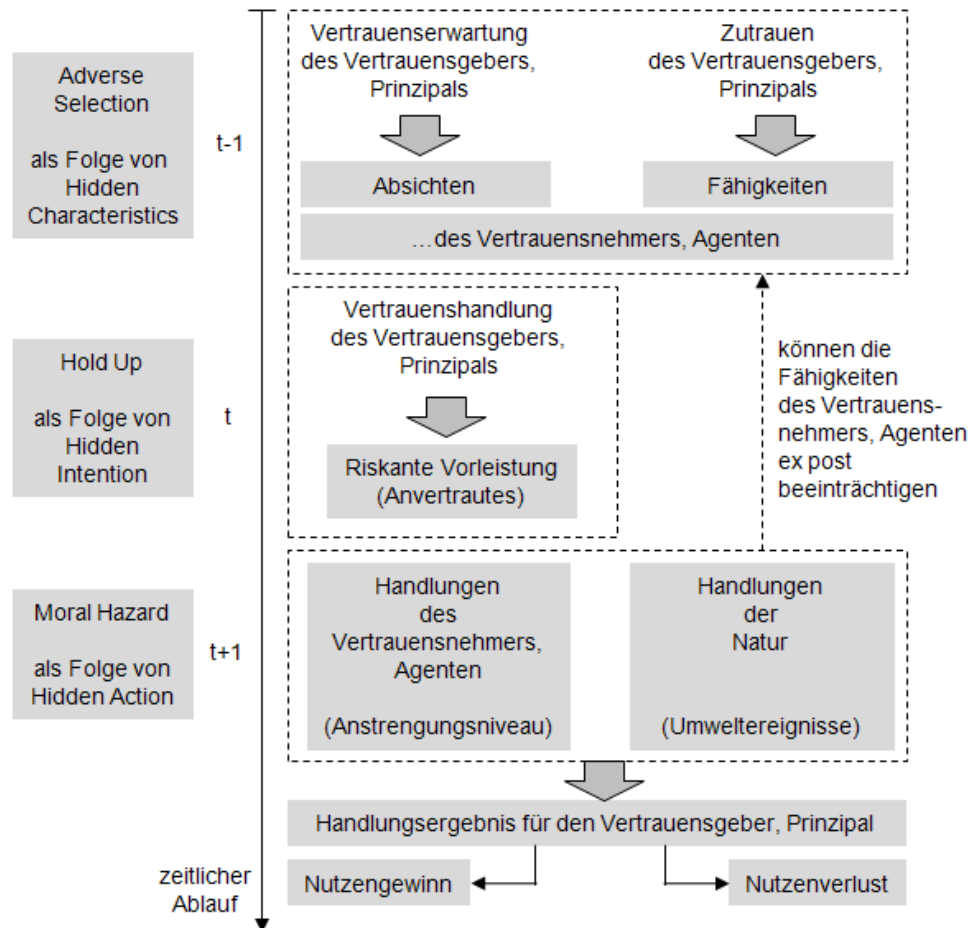 Adverse
Selection
als Folge von
Hidden
Characteristics
t-1
Vertrauenserwartung
des Vertrauensgebers,
Prinzipals
Zutrauen
des Vertrauensgebers,
Prinzipals
Absichten
Fähigkeiten
…des Vertrauensnehmers, Agenten
Hold Up
als Folge von
Hidden
Intention
t
Vertrauenshandlung
des Vertrauensgebers,
Prinzipals
Riskante Vorleistung
(Anvertrautes)
können die
Fähigkeiten
des Vertrauens-
nehmers, Agenten
ex post
beeinträchtigen
Moral Hazard
als Folge von
Hidden Action
t+1
Handlungen
des
Vertrauensnehmers,
Agenten
(Anstrengungsniveau)
Handlungen
der
Natur
(Umweltereignisse)
Handlungsergebnis für den Vertrauensgeber, Prinzipal
Nutzengewinn
Nutzenverlust
zeitlicher
Ablauf